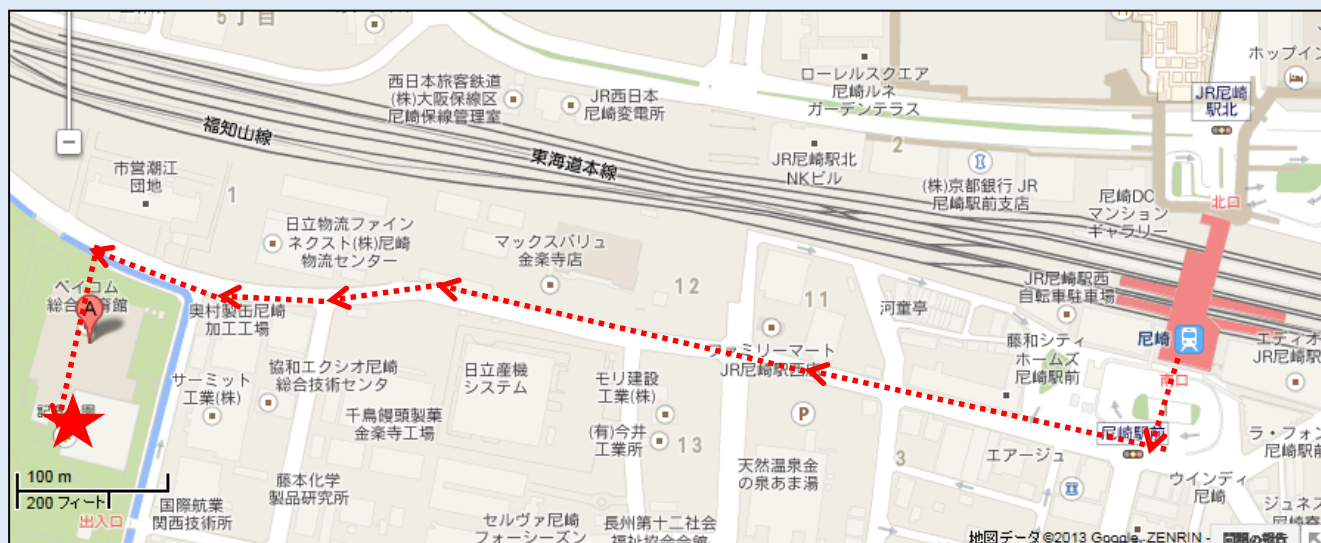 5丁目
西日本旅客鉄道
(株)大阪保線区
尼崎保線管理室
JR西日本
尼崎変電所
ローレルスクエア
尼崎ルネ
ガーデンテラス
ホップイン
JR尼崎
駅北
福知山線
東海道本線
2
JR尼崎駅北
NKビル
(株)京都銀行 JR
尼崎駅前支店
尼崎DC
マンション
ギャラリー
北口
市営潮江
団地
1
日立物流ファイン
ネクスト(株)尼崎
物流センター
マックスバリュ
金楽寺店
12
11
JR尼崎駅西
自転車駐車場
河童亭
ベイコム
総合 育館
A
奥村製缶尼崎
加工工場
ファミリーマート
JR尼崎駅西店
藤和シティ
ホームズ
尼崎駅前
尼崎
南口
エディオ
JR尼崎駅
サーミット
工業(株)
協和エクシオ尼崎
総合技術センタ
日立産機
システム
モリ建設
工業(株)
P
千鳥饅頭製菓
金楽寺工場
(有)今井
工業所
13
3
エアージュ
尼崎駅前
ラ・フォン
尼崎駅前
天然温泉金
の泉あま湯
ウインディ
尼崎
100 m
200 フィート
出入口
国際航業
関西技術所
藤本化学
製品研究所
セルヴァ尼崎
フォーシーズン
長州第十二社会
福祉協会会館
ジュネス
地図データ©2013 Google, ZENRIN -
問題の報告